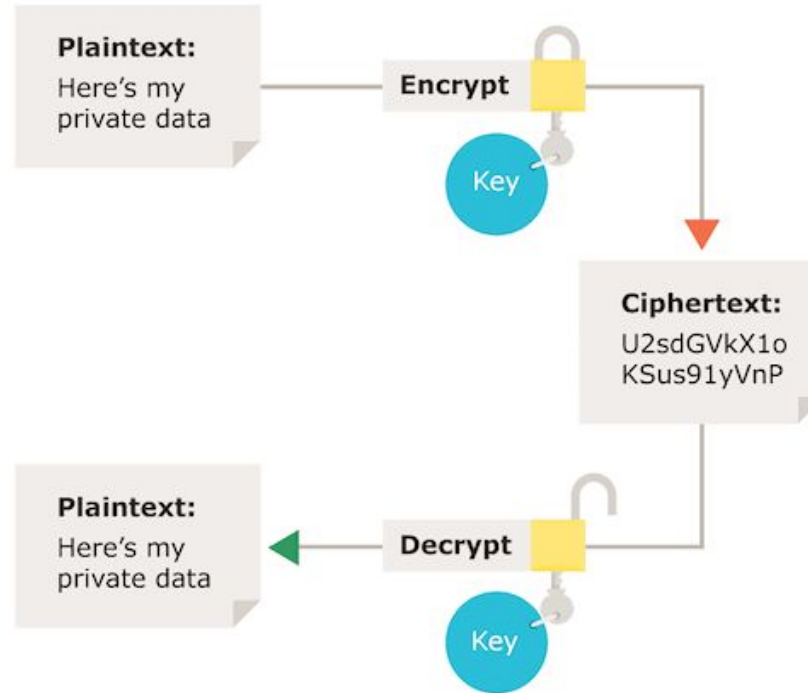 Plaintext:
Here’s my
private data
Encrypt
Key
Ciphertext:
U2sdGVkX1o
KSus91yVnP
Plaintext:
Here’s my
private data
Decrypt
Key